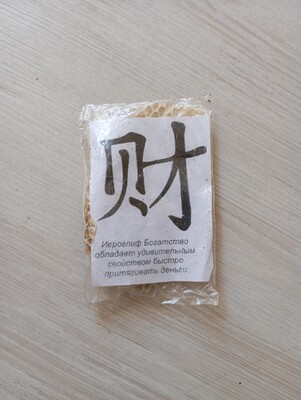 财
Иероглиф Богатство
обладает удивительным
свойством быстро
притягивать деньги.